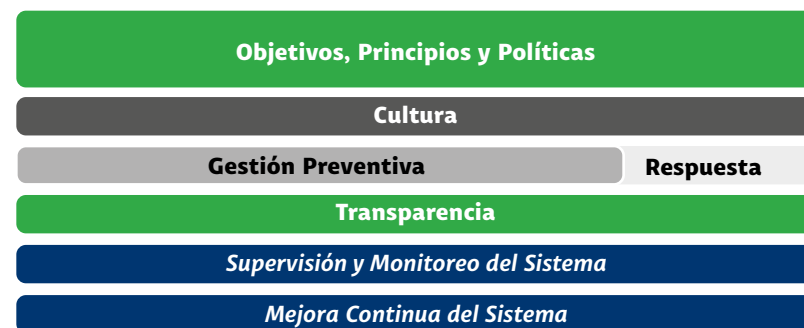 Objetivos, Principios y Políticas
Cultura
Gestión Preventiva
Respuesta
Transparencia
Supervisión y Monitoreo del Sistema
Mejora Continua del Sistema